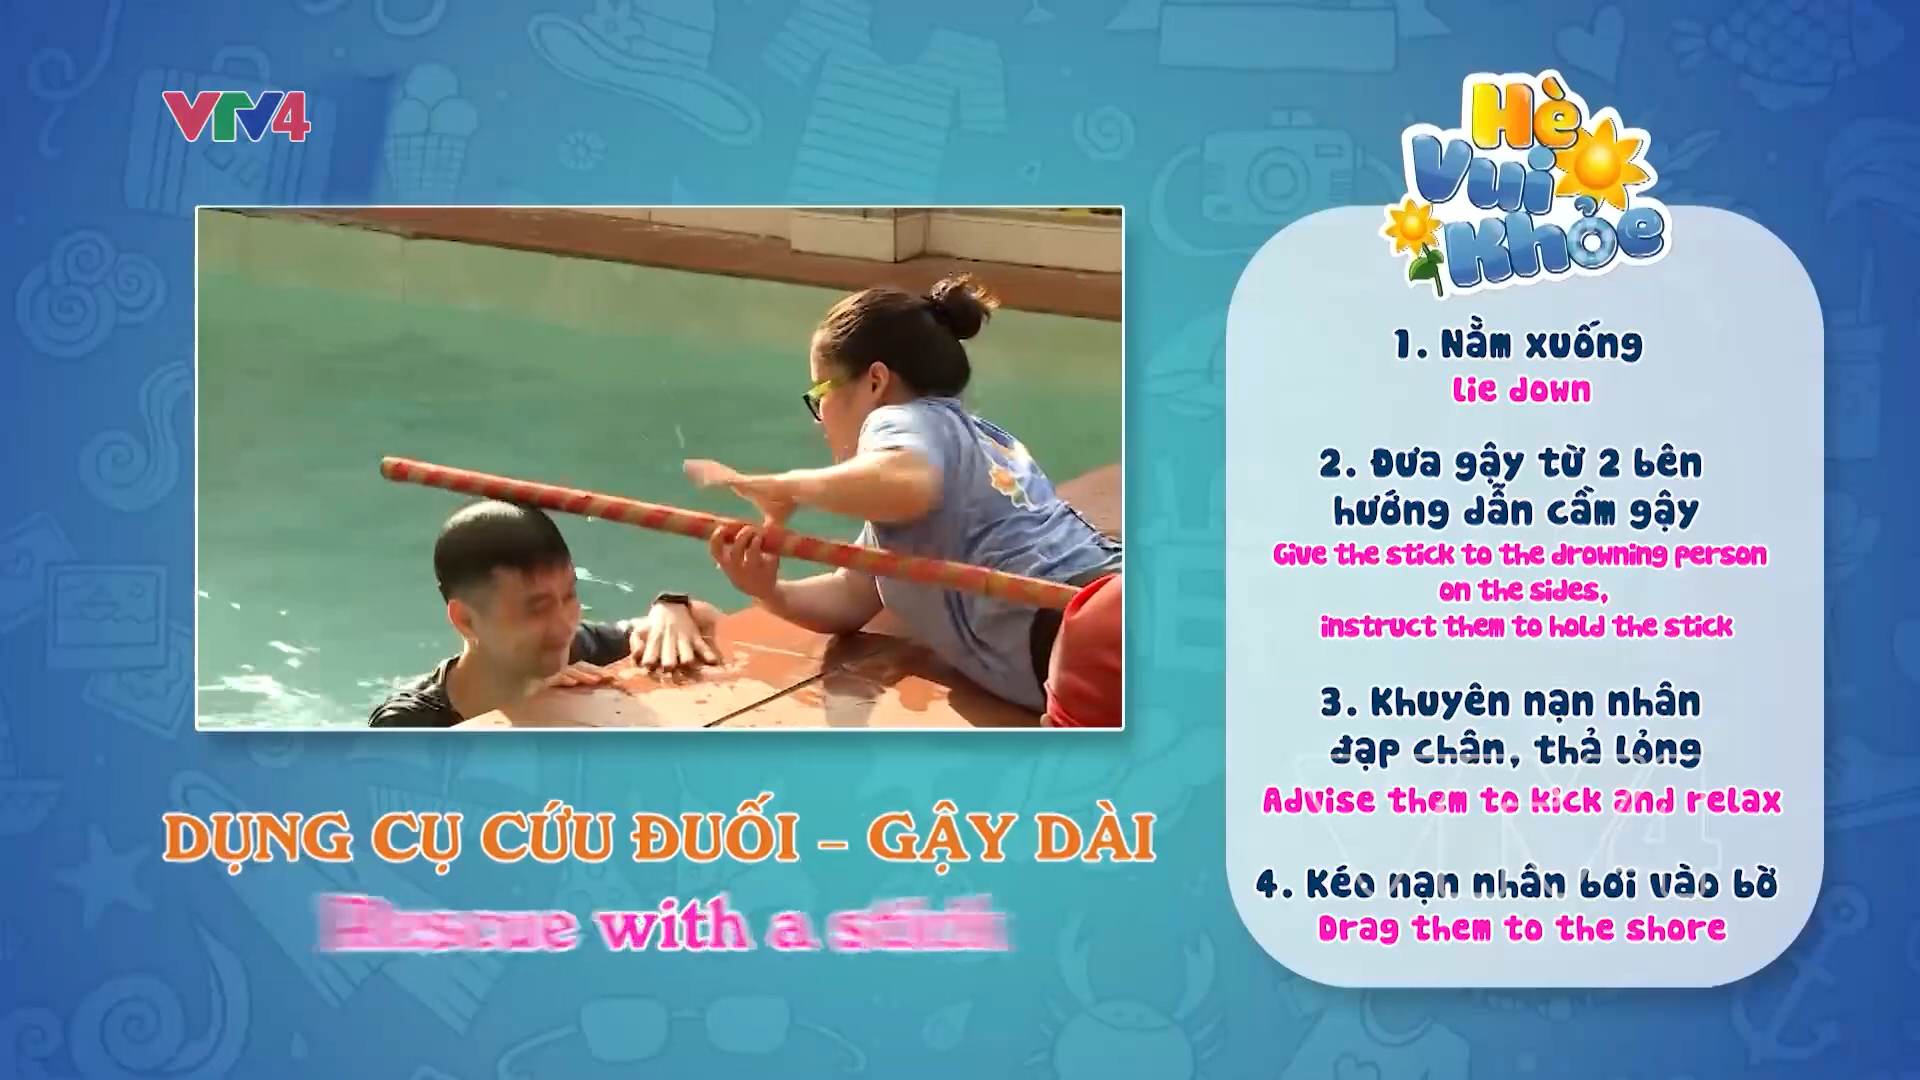 VTV4
Hè
Vui
Khỏe
1. Nằm xuống
Lie down
2. Đưa gậy từ 2 bên
hướng dẫn cầm gậy
Give the stick to the drowning person
on the sides,
instruct them to hold the stick
3. Khuyên nạn nhân
đạp chân, thả lỏng
Advise them to kick and relax
4. Kéo nạn nhân bơi vào bờ
Drag them to the shore
DỤNG CỤ CỨU ĐUỐI – GẬY DÀI
Rescue with a stick